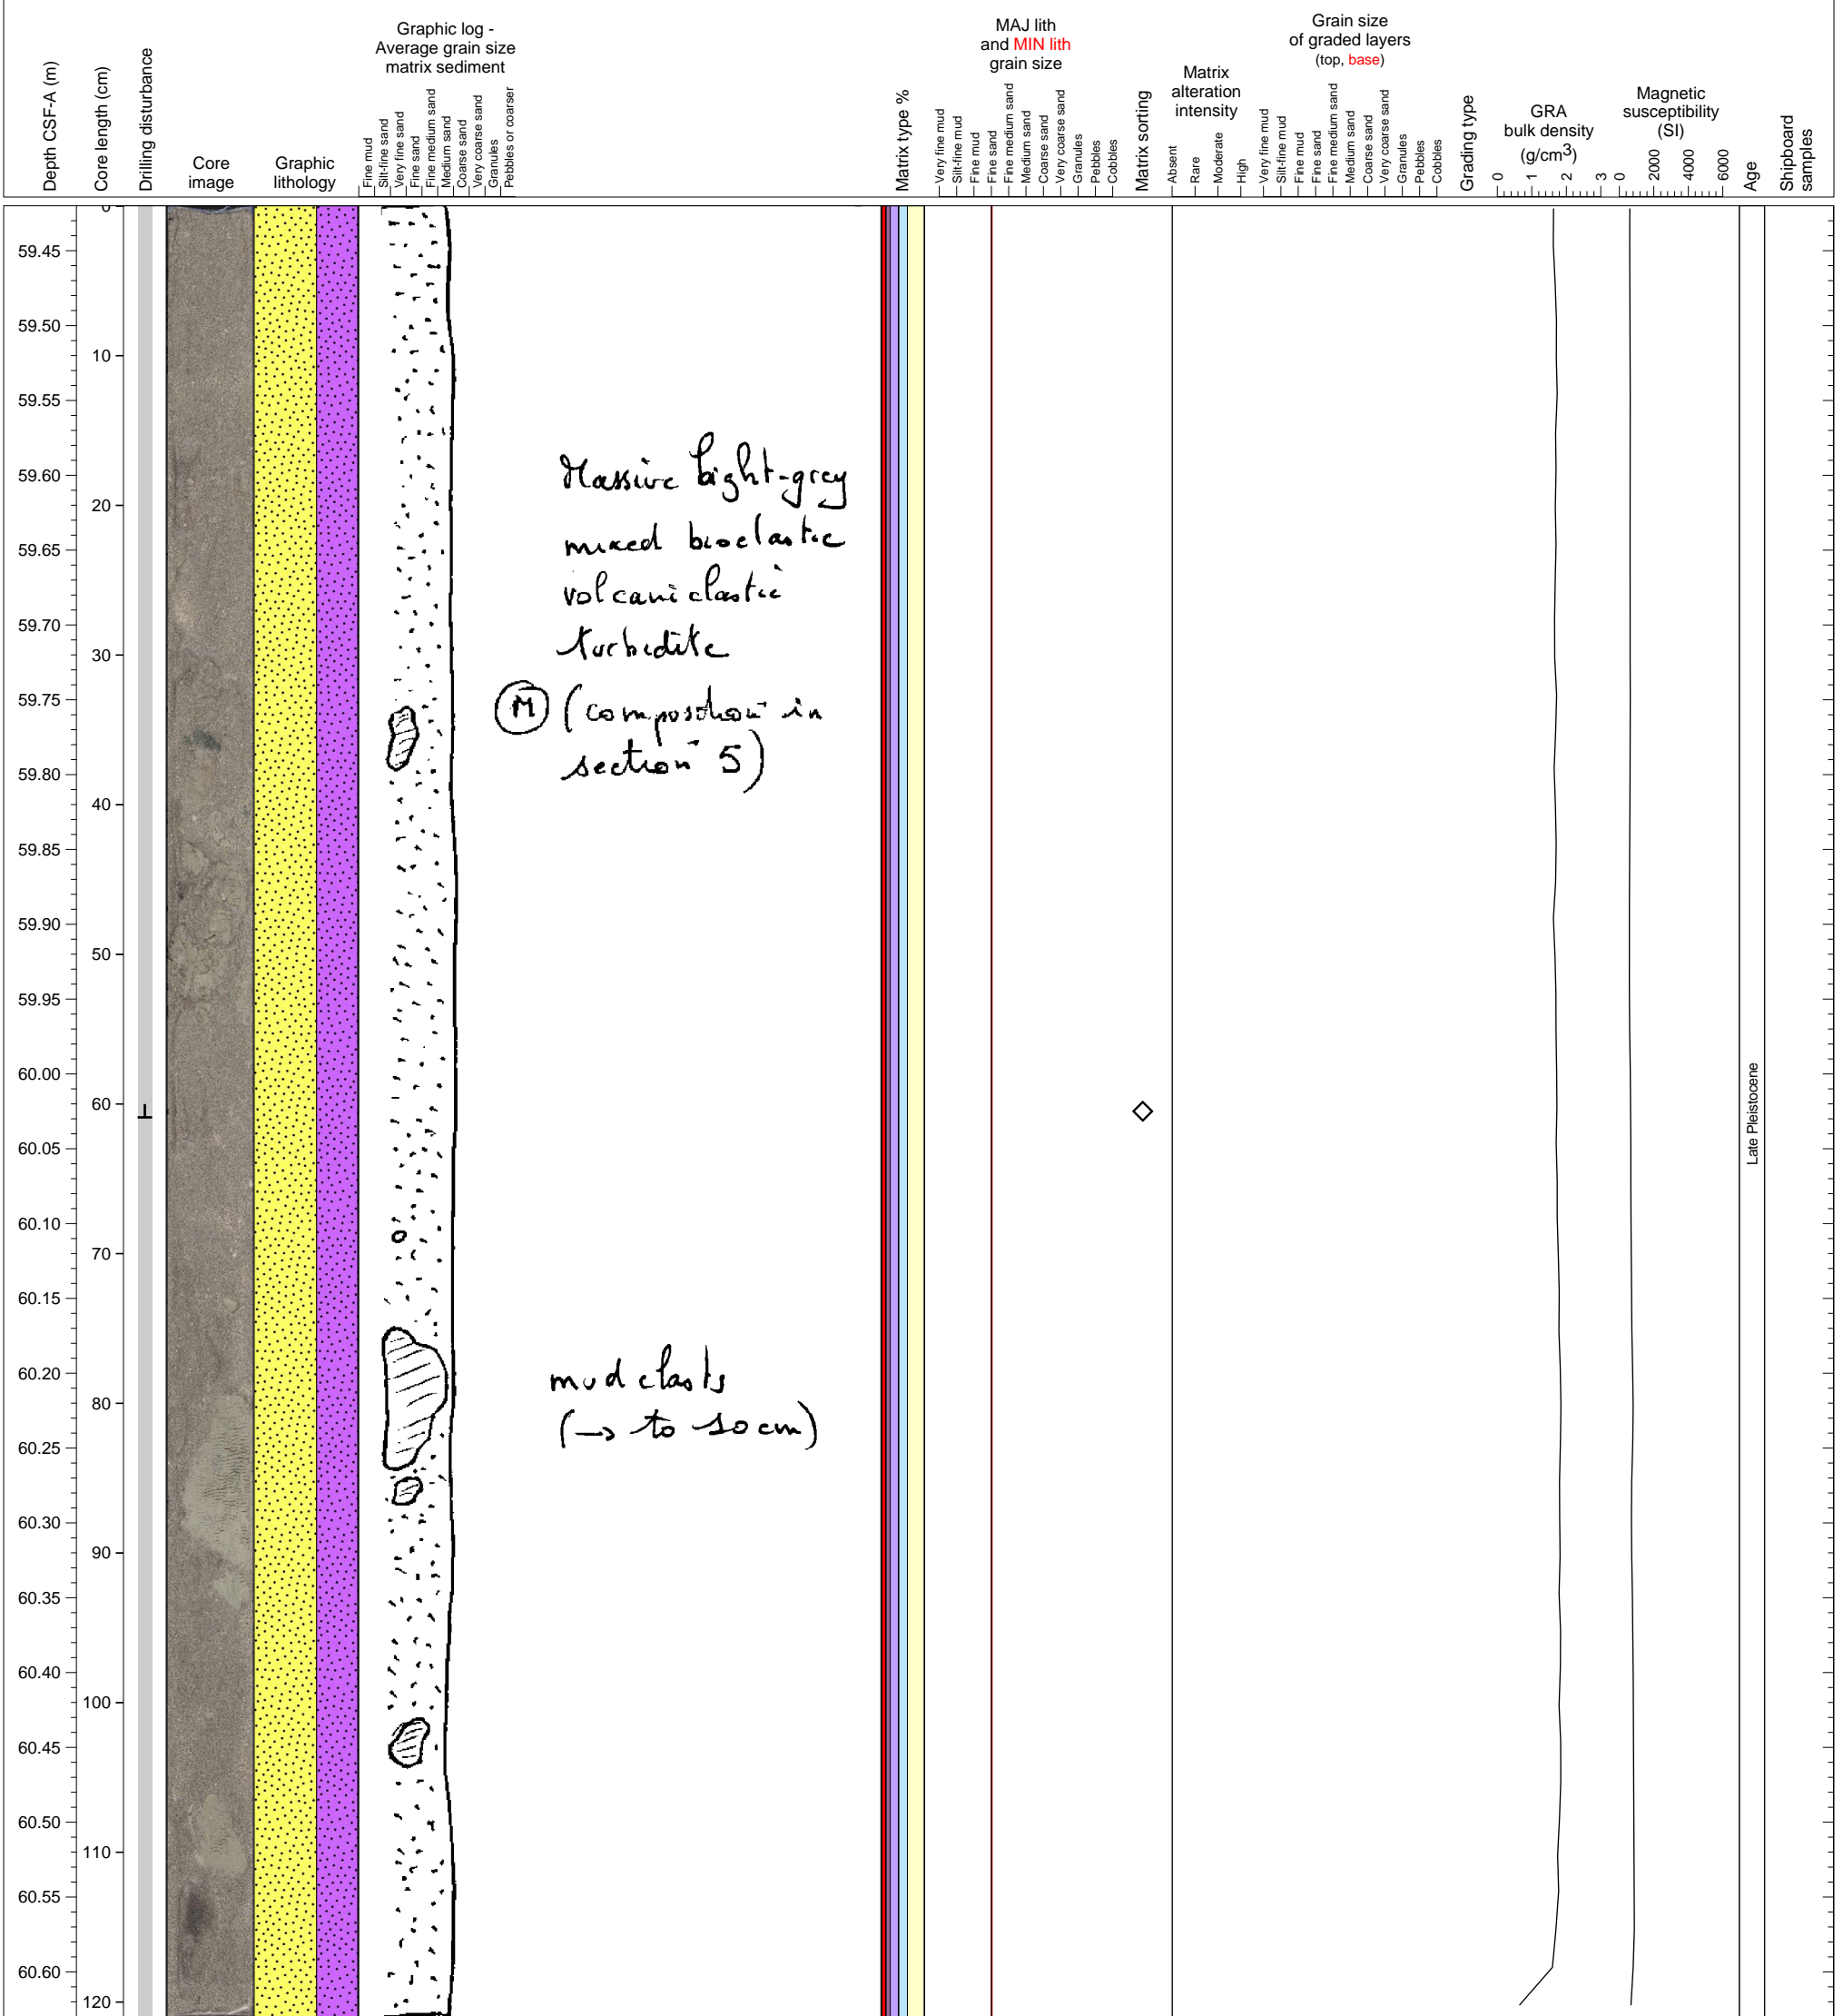 Depth CSF-A (m)
Core length (cm)
Drilling disturbance
Core
image
Graphic
lithology
Graphic log -
Average grain size
matrix sediment
Fine mud
Silt-fine sand
Very fine sand
Fine sand
Fine medium sand
Medium sand
Coarse sand
Very coarse sand
Granules
Pebbles or coarser
Matrix type %
MAJ lith
and MIN lith
grain size
Very fine mud
Silt-fine mud
Fine mud
Fine sand
Fine medium sand
Medium sand
Coarse sand
Very coarse sand
Granules
Pebbles
Cobbles
Matrix sorting
Matrix
alteration
intensity
Absent
Rare
Moderate
High
Grain size
of graded layers
(top, base)
Very fine mud
Silt-fine mud
Fine mud
Fine sand
Fine medium sand
Medium sand
Coarse sand
Very coarse sand
Granules
Pebbles
Cobbles
Grading type
GRA
bulk density
(g/cm³)
0 1 2 3
Magnetic
susceptibility
(SI)
0 2000 4000 6000
Age
Shipboard
samples
0
59.45
59.50
10
59.55
59.60
20
59.65
59.70
30
59.75
59.80
40
59.85
59.90
50
59.95
60.00
60
60.05
60.10
70
60.15
60.20
80
60.25
60.30
90
60.35
60.40
100
60.45
60.50
110
60.55
60.60
120
Massive light-grey
mixed bioclastic
volcaniclastic
turbidite
M (composition in
section 5)
mud clasts
(→ to 10 cm)
Late Pleistocene